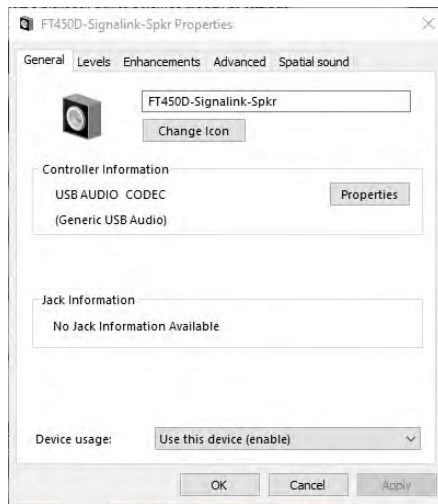 FT450D-Signalink-Spkr Properties
General Levels Enhancements Advanced Spatial sound
FT450D-Signalink-Spkr
Change Icon
Controller Information
USB AUDIO CODEC
Properties
(Generic USB Audio)
Jack Information
No Jack Information Available
Device usage:
Use this device (enable)
OK Cancel Apply